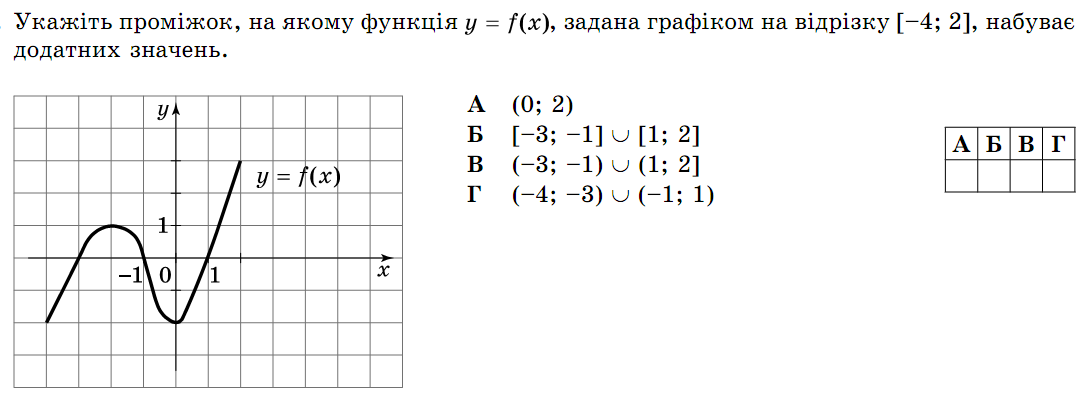 Укажіть проміжок, на якому функція y = f(x), задана графіком на відрізку [−4; 2], набуває
додатних значень.
y
y = f(x)
1
−1 0 1 x
А (0; 2)
Б [−3; −1] ∪ [1; 2]
В (−3; −1) ∪ (1; 2]
Г (−4; −3) ∪ (−1; 1)
А Б В Г